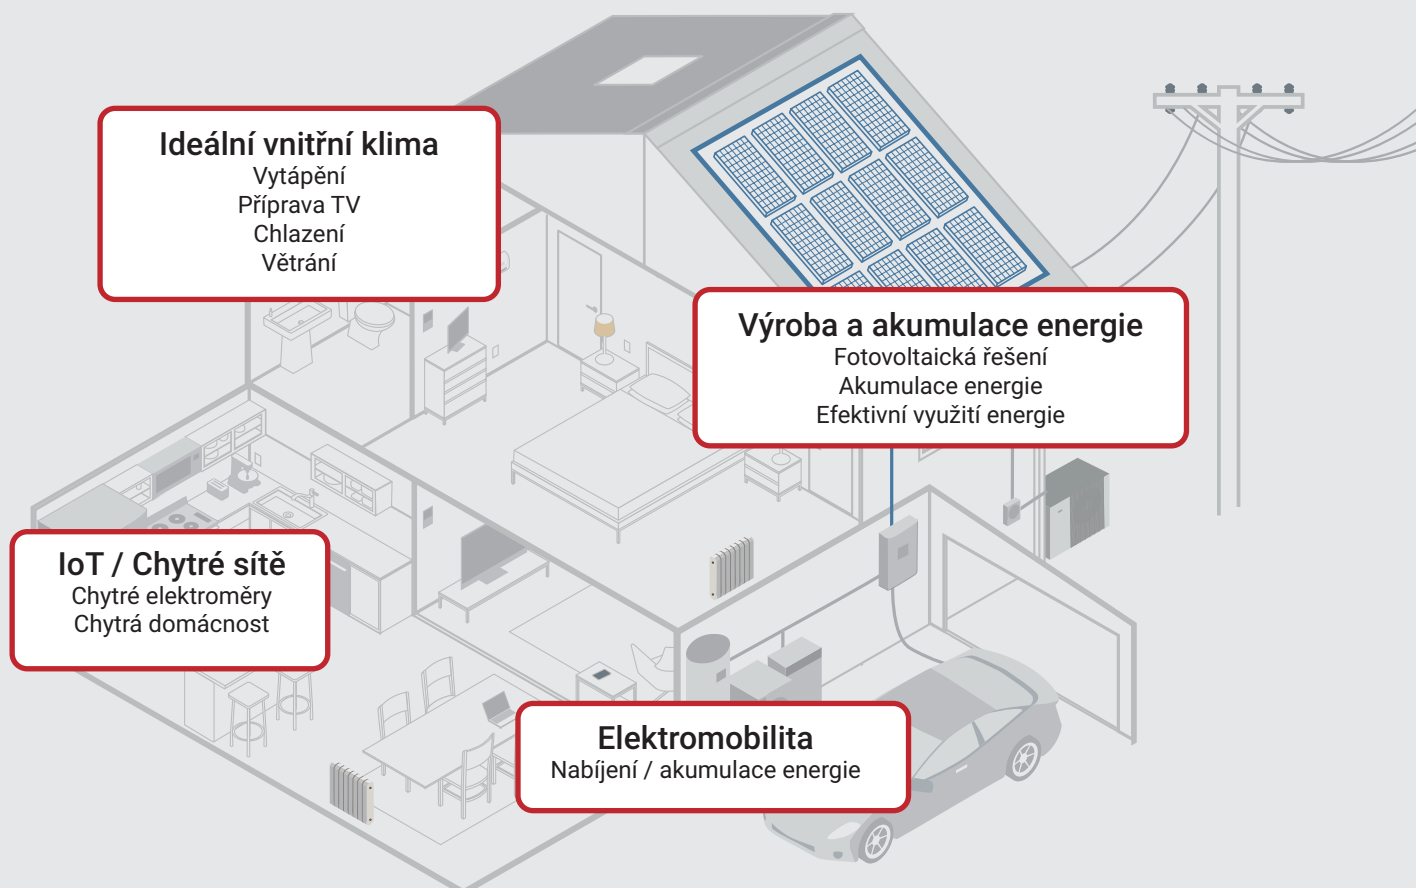 Ideální vnitřní klima
Vytápění
Příprava TV
Chlazení
Větrání
Výroba a akumulace energie
Fotovoltaická řešení
Akumulace energie
Efektivní využití energie
IoT / Chytré sítě
Chytré elektroměry
Chytrá domácnost
Elektromobilita
Nabíjení / akumulace energie